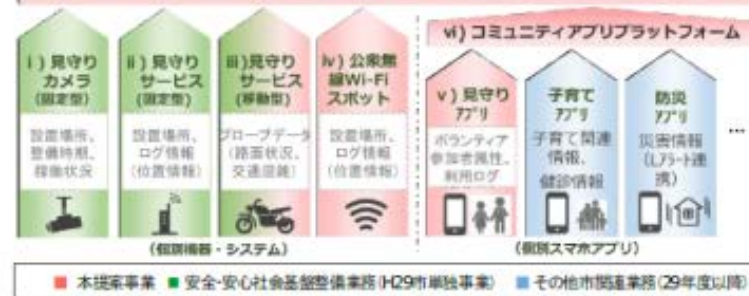 vi) コミュニティアプリプラットフォーム
i)見守り
カメラ
(固定型)
設置場所、
整備時期、
稼働状況
ii)見守り
サービス
(固定型)
設置場所、
ログ情報
(位置情報)
iii)見守り
サービス
(移動型)
プローブデータ
(路面状況、
交通混雑)
iv)公衆無
線Wi-Fi
スポット
設置場所、
ログ情報
(位置情報)
v)見守り
アプリ
ボランティア
参加者属性、
利用ログ
子育て
アプリ
子育て関連
情報、
健診情報
防災
アプリ
災害情報
(Lアラート連
携)
…
(個別機器・システム)
(個別スマホアプリ)
■ 本提案事業 ■ 安全・安心社会基盤整備業務(H29市単独事業) ■ その他市関連業務(29年度以降)